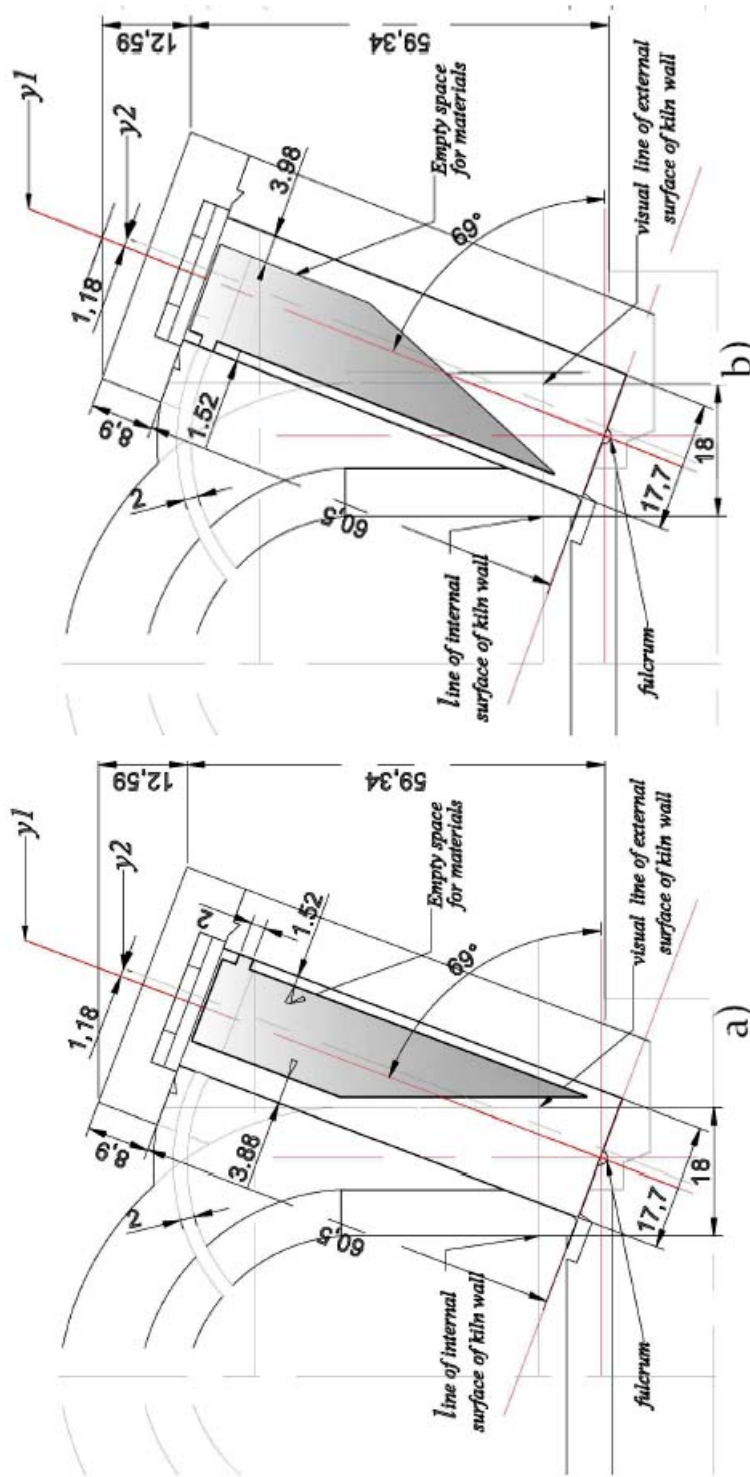 y1
12,59
y2
1,18
8,9
2
2
1.52
3.88
59,34
Empty space
for materials
69°
60,5
line of internal
surface of kiln wall
visual line of external
surface of kiln wall
fulcrum
17,7
18
a)
y1
12,59
y2
1,18
8,9
3.98
2
1.52
59,34
Empty space
for materials
69°
60,5
line of internal
surface of kiln wall
visual line of external
surface of kiln wall
fulcrum
17,7
18
b)